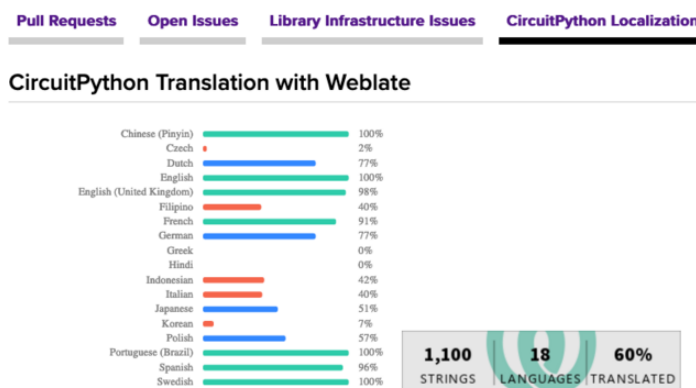 Pull Requests Open Issues Library Infrastructure Issues CircuitPython Localization
CircuitPython Translation with Weblate
Chinese (Pinyin) 100%
Czech 2%
Dutch 77%
English 100%
English (United Kingdom) 98%
Filipino 40%
French 91%
German 77%
Greek 0%
Hindi 0%
Indonesian 42%
Italian 40%
Japanese 51%
Korean 7%
Polish 57%
Portuguese (Brazil) 100%
Spanish 96%
Swedish 100%
1,100 18 60%
STRINGS LANGUAGES TRANSLATED